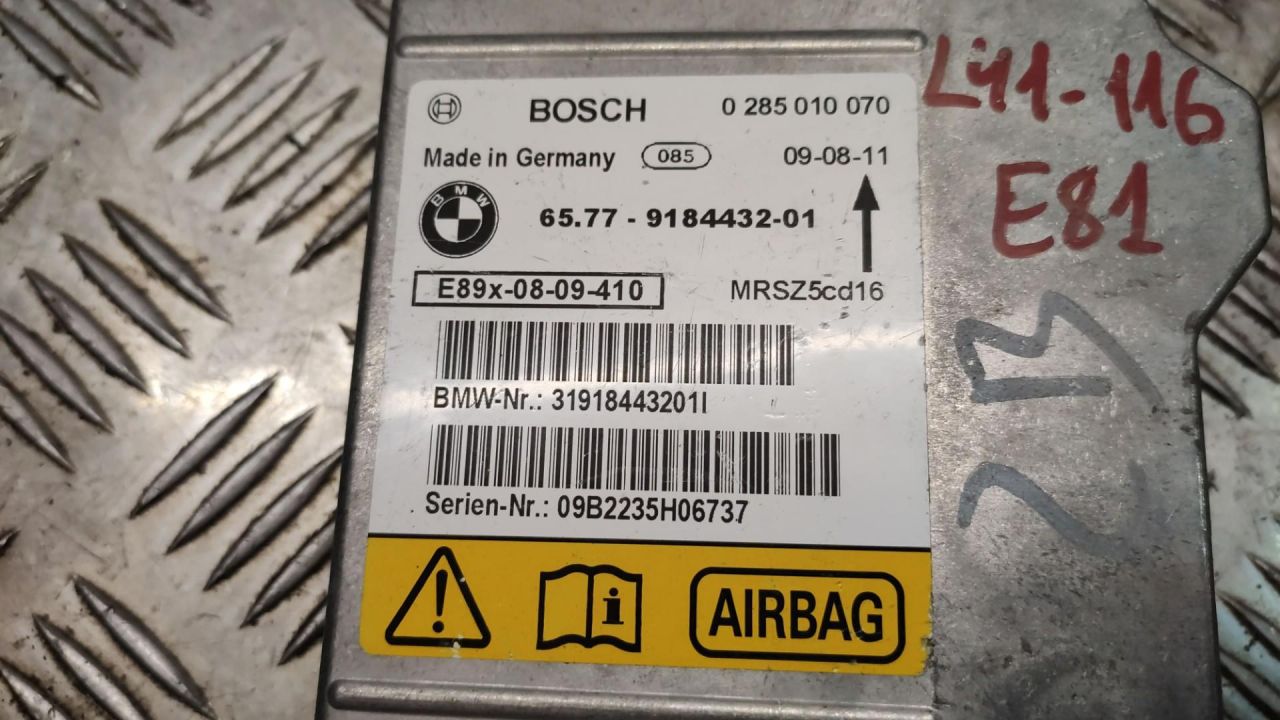 BOSCH 0 285 010 070
Made in Germany 085 09-08-11
BMW
65.77 - 9184432-01
E89x-08-09-410 MRSZ5cd16
BMW-Nr.: 31918443201I
Serien-Nr.: 09B2235H06737
i
AIRBAG
L41-116
E81